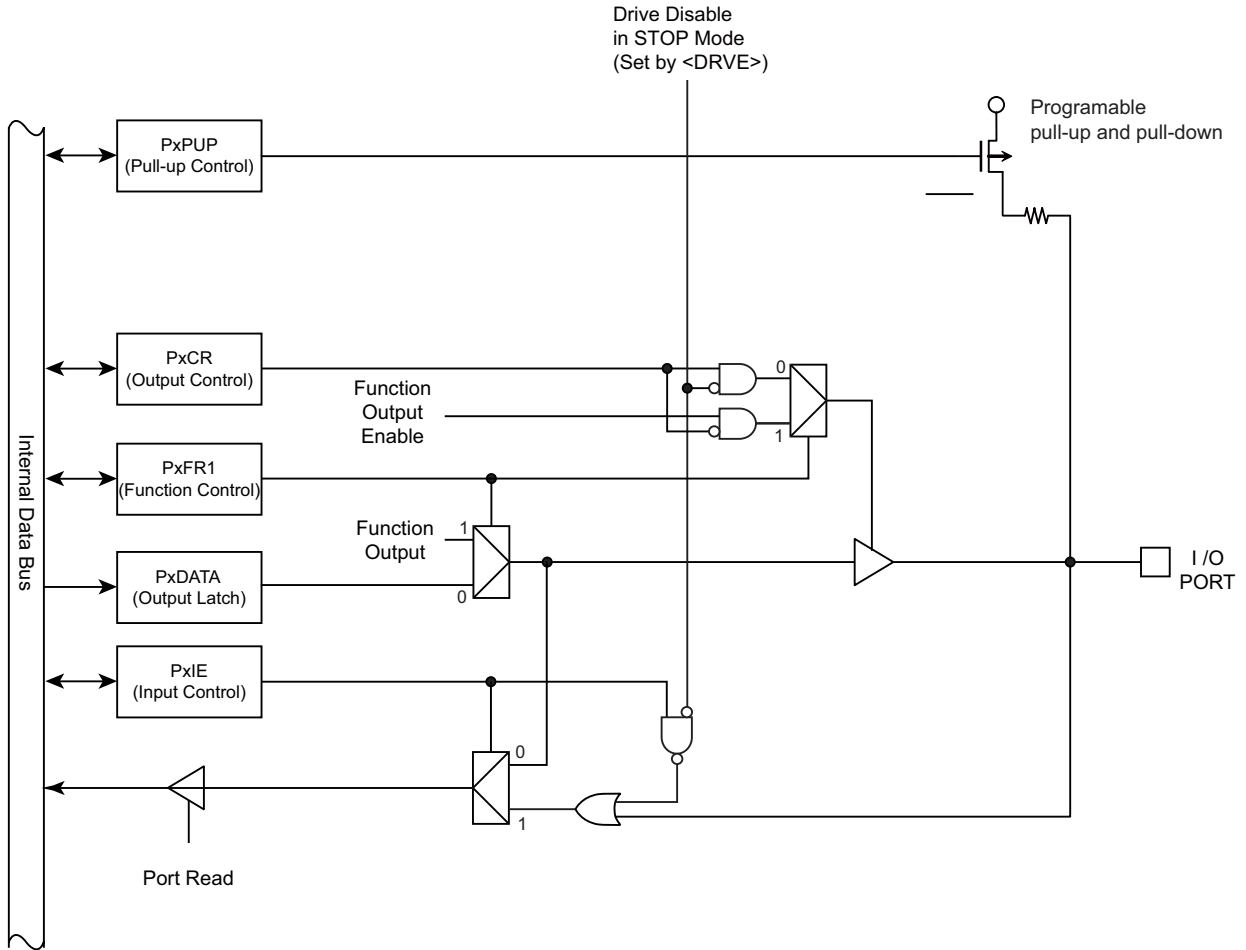 Drive Disable
in STOP Mode
(Set by <DRVE>)
Programable
pull-up and pull-down
PxPUP
(Pull-up Control)
PxCR
(Output Control)
0
Function
Output
Enable
1
PxFR1
(Function Control)
Internal Data Bus
Function
Output
1
PxDATA
(Output Latch)
0
I /O
PORT
PxIE
(Input Control)
0
1
Port Read